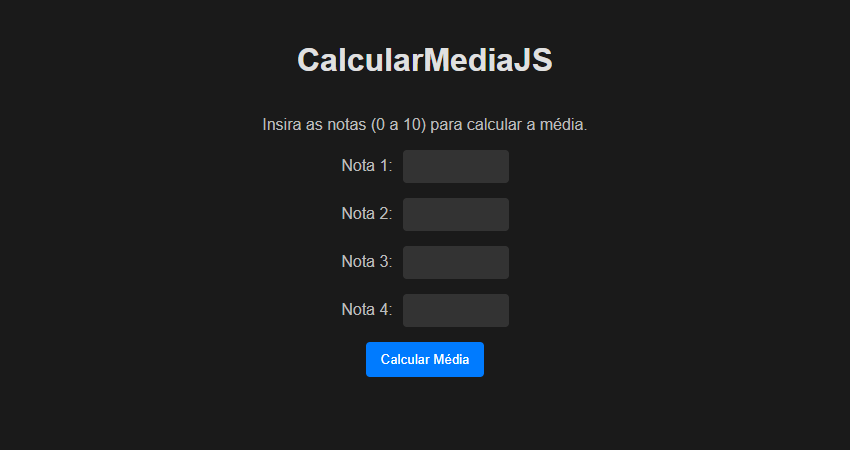 CalcularMediaJS
Insira as notas (0 a 10) para calcular a média.
Nota 1:
Nota 2:
Nota 3:
Nota 4:
Calcular Média